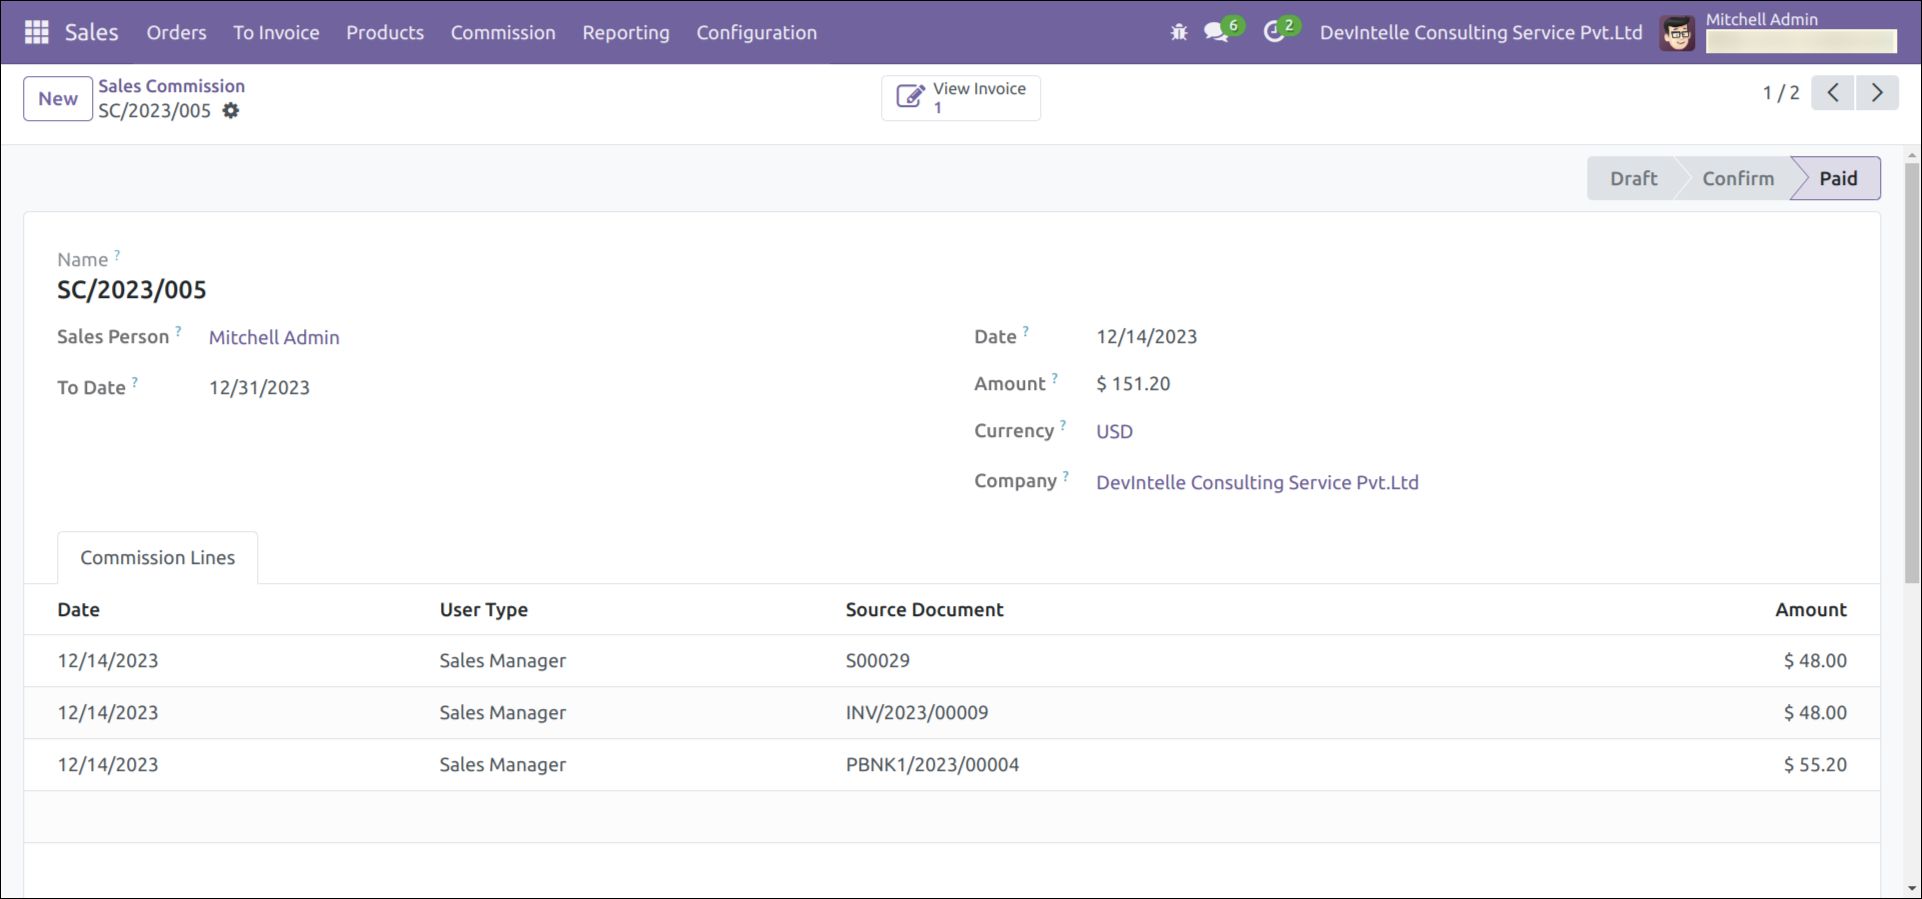 Sales Orders To Invoice Products Commission Reporting Configuration 6 2 DevIntelle Consulting Service Pvt.Ltd Mitchell Admin
New Sales Commission
SC/2023/005
View Invoice
1
1 / 2
Draft Confirm Paid
Name ?
SC/2023/005
Sales Person ? Mitchell Admin
To Date ? 12/31/2023
Date ? 12/14/2023
Amount ? $ 151.20
Currency ? USD
Company ? DevIntelle Consulting Service Pvt.Ltd
Commission Lines
Date User Type Source Document Amount
12/14/2023 Sales Manager S00029 $ 48.00
12/14/2023 Sales Manager INV/2023/00009 $ 48.00
12/14/2023 Sales Manager PBNK1/2023/00004 $ 55.20